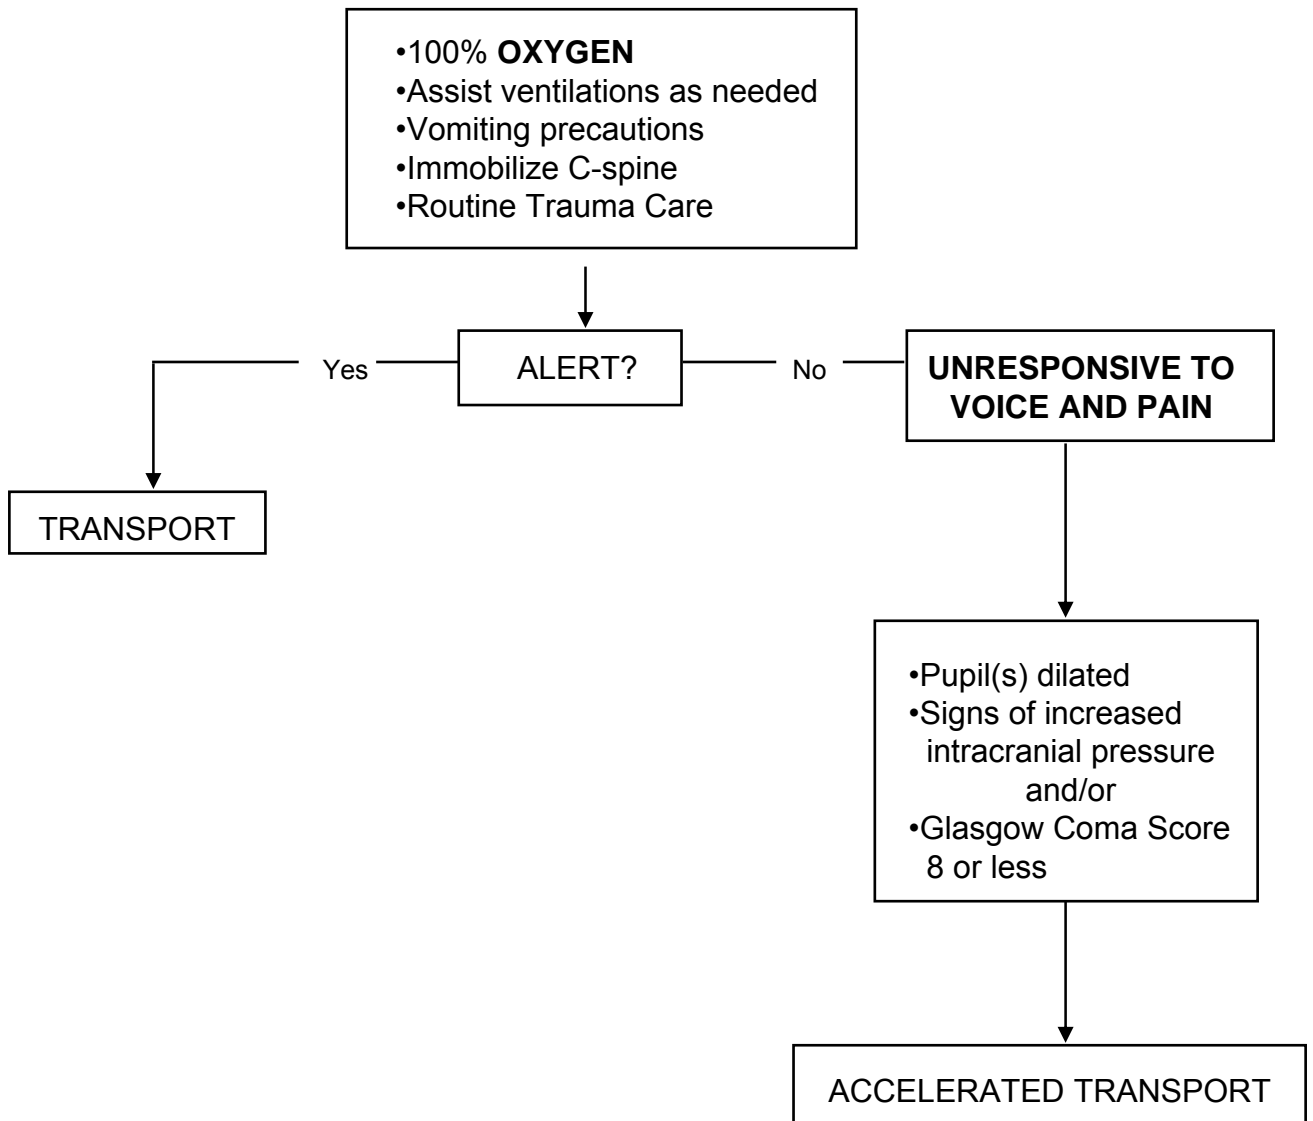 •100% OXYGEN
•Assist ventilations as needed
•Vomiting precautions
•Immobilize C-spine
•Routine Trauma Care
Yes
ALERT?
No
UNRESPONSIVE TO
VOICE AND PAIN
TRANSPORT
•Pupil(s) dilated
•Signs of increased
intracranial pressure
and/or
•Glasgow Coma Score
8 or less
ACCELERATED TRANSPORT